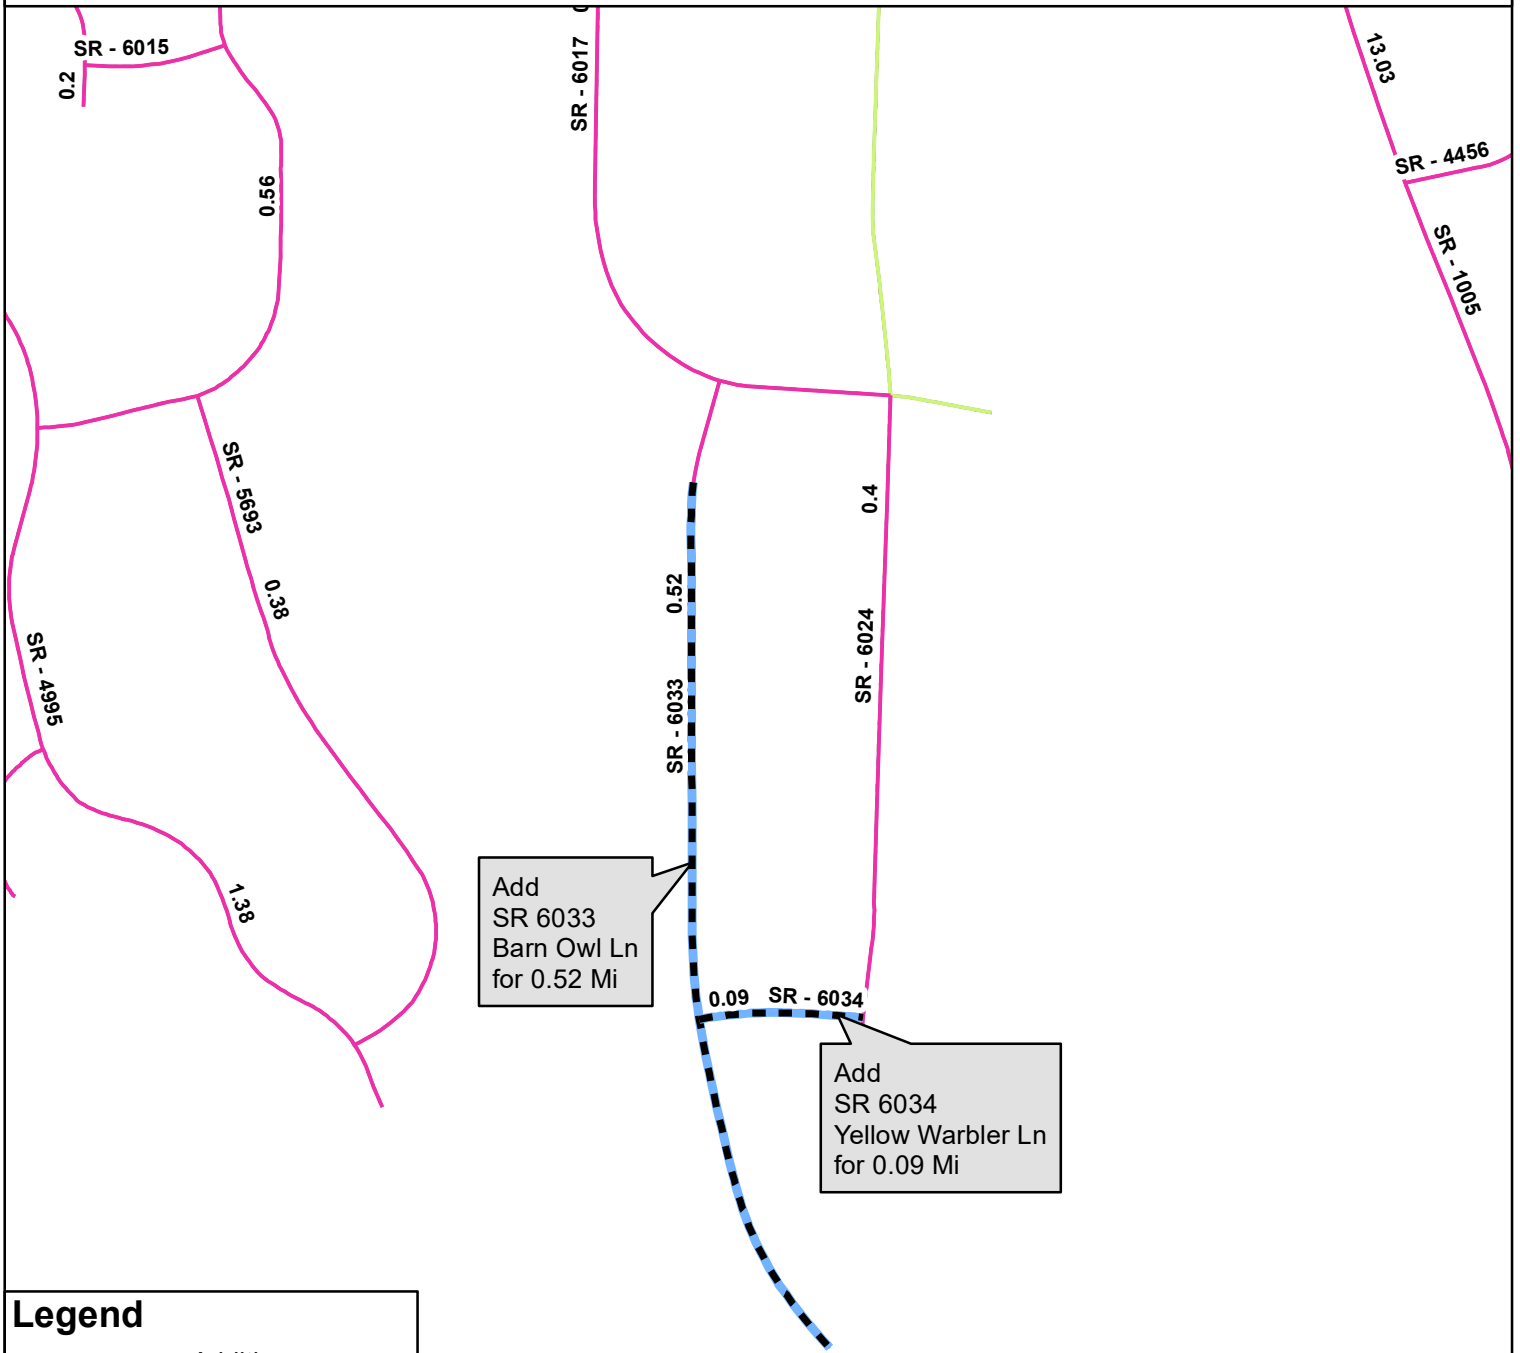 SR - 6015
0.2
0.56
SR - 6017
13.03
SR - 4456
SR - 1005
SR - 5693
0.38
0.4
0.52
SR - 6024
SR - 6033
SR - 4995
1.38
Add
SR 6033
Barn Owl Ln
for 0.52 Mi
0.09 SR - 6034
Add
SR 6034
Yellow Warbler Ln
for 0.09 Mi
Legend